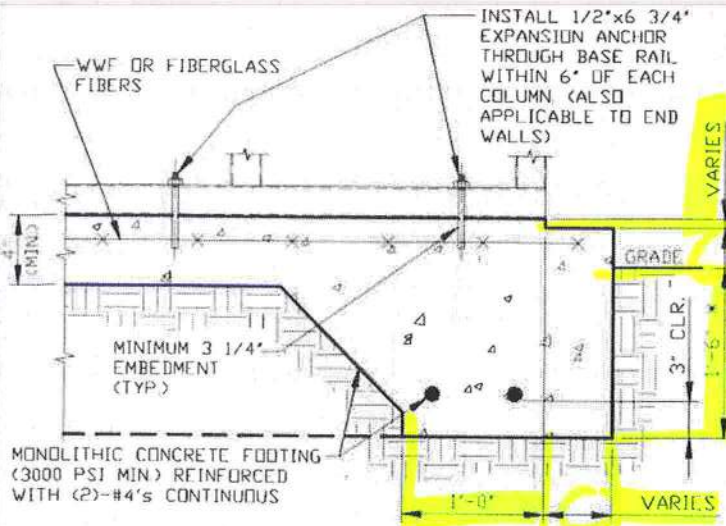 INSTALL 1/2"x6 3/4"
EXPANSION ANCHOR
THROUGH BASE RAIL
WITHIN 6" OF EACH
COLUMN. (ALSO
APPLICABLE TO END
WALLS)
WWF OR FIBERGLASS
FIBERS
VARIES
4"
(MIN)
GRADE
3" CLR.
1'-6"
MINIMUM 3 1/4"
EMBEDMENT
(TYP.)
MONOLITHIC CONCRETE FOOTING
(3000 PSI MIN) REINFORCED
WITH (2)-#4's CONTINUOUS
1'-0"
VARIES